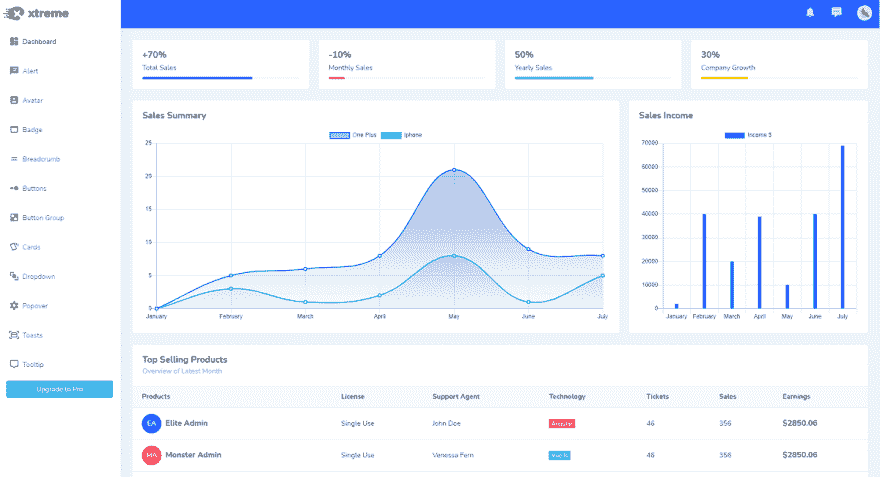 xtreme
Dashboard
Alert
Avatar
Badge
Breadcrumb
Buttons
Button Group
Cards
Dropdown
Popover
Toasts
Tooltip
Upgrade to Pro
+70%
Total Sales
-10%
Monthly Sales
50%
Yearly Sales
30%
Company Growth
Sales Summary
One Plus Iphone
25
20
15
10
5
0
January February March April May June July
Sales Income
Income $
70000
60000
50000
40000
30000
20000
10000
0
January February March April May June July
Top Selling Products
Overview of Latest Month
Products License Support Agent Technology Tickets Sales Earnings
EA Elite Admin Single Use John Doe Angular 46 356 $2850.06
MA Monster Admin Single Use Venessa Fern Vue Js 46 356 $2850.06